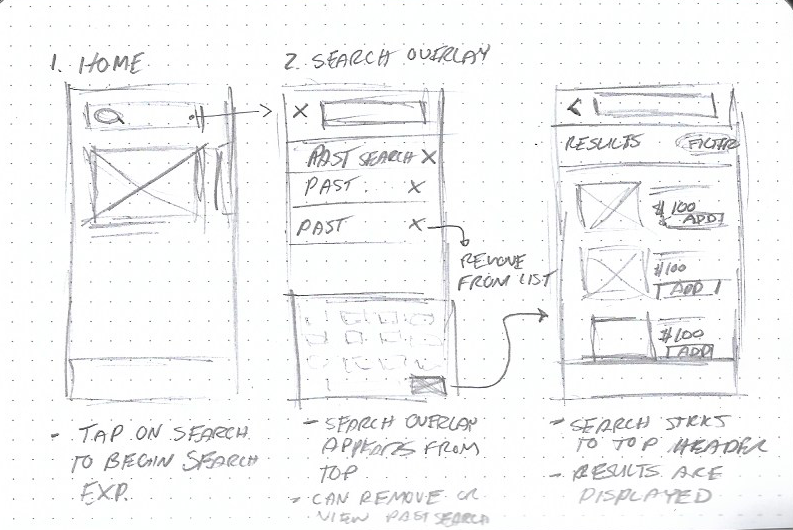 1. HOME
2. SEARCH OVERLAY
X
PAST SEARCH X
PAST. X
PAST X
REMOVE
FROM LIST
<
RESULTS FILTER
$100
ADD
$100
ADD
$100
ADD
- TAP ON SEARCH
TO BEGIN SEARCH
EXP.
- SEARCH OVERLAY
APPEARS FROM
TOP
- CAN REMOVE OR
VIEW PAST SEARCH
- SEARCH STICKS
TO TOP HEADER
- RESULTS ARE
DISPLAYED